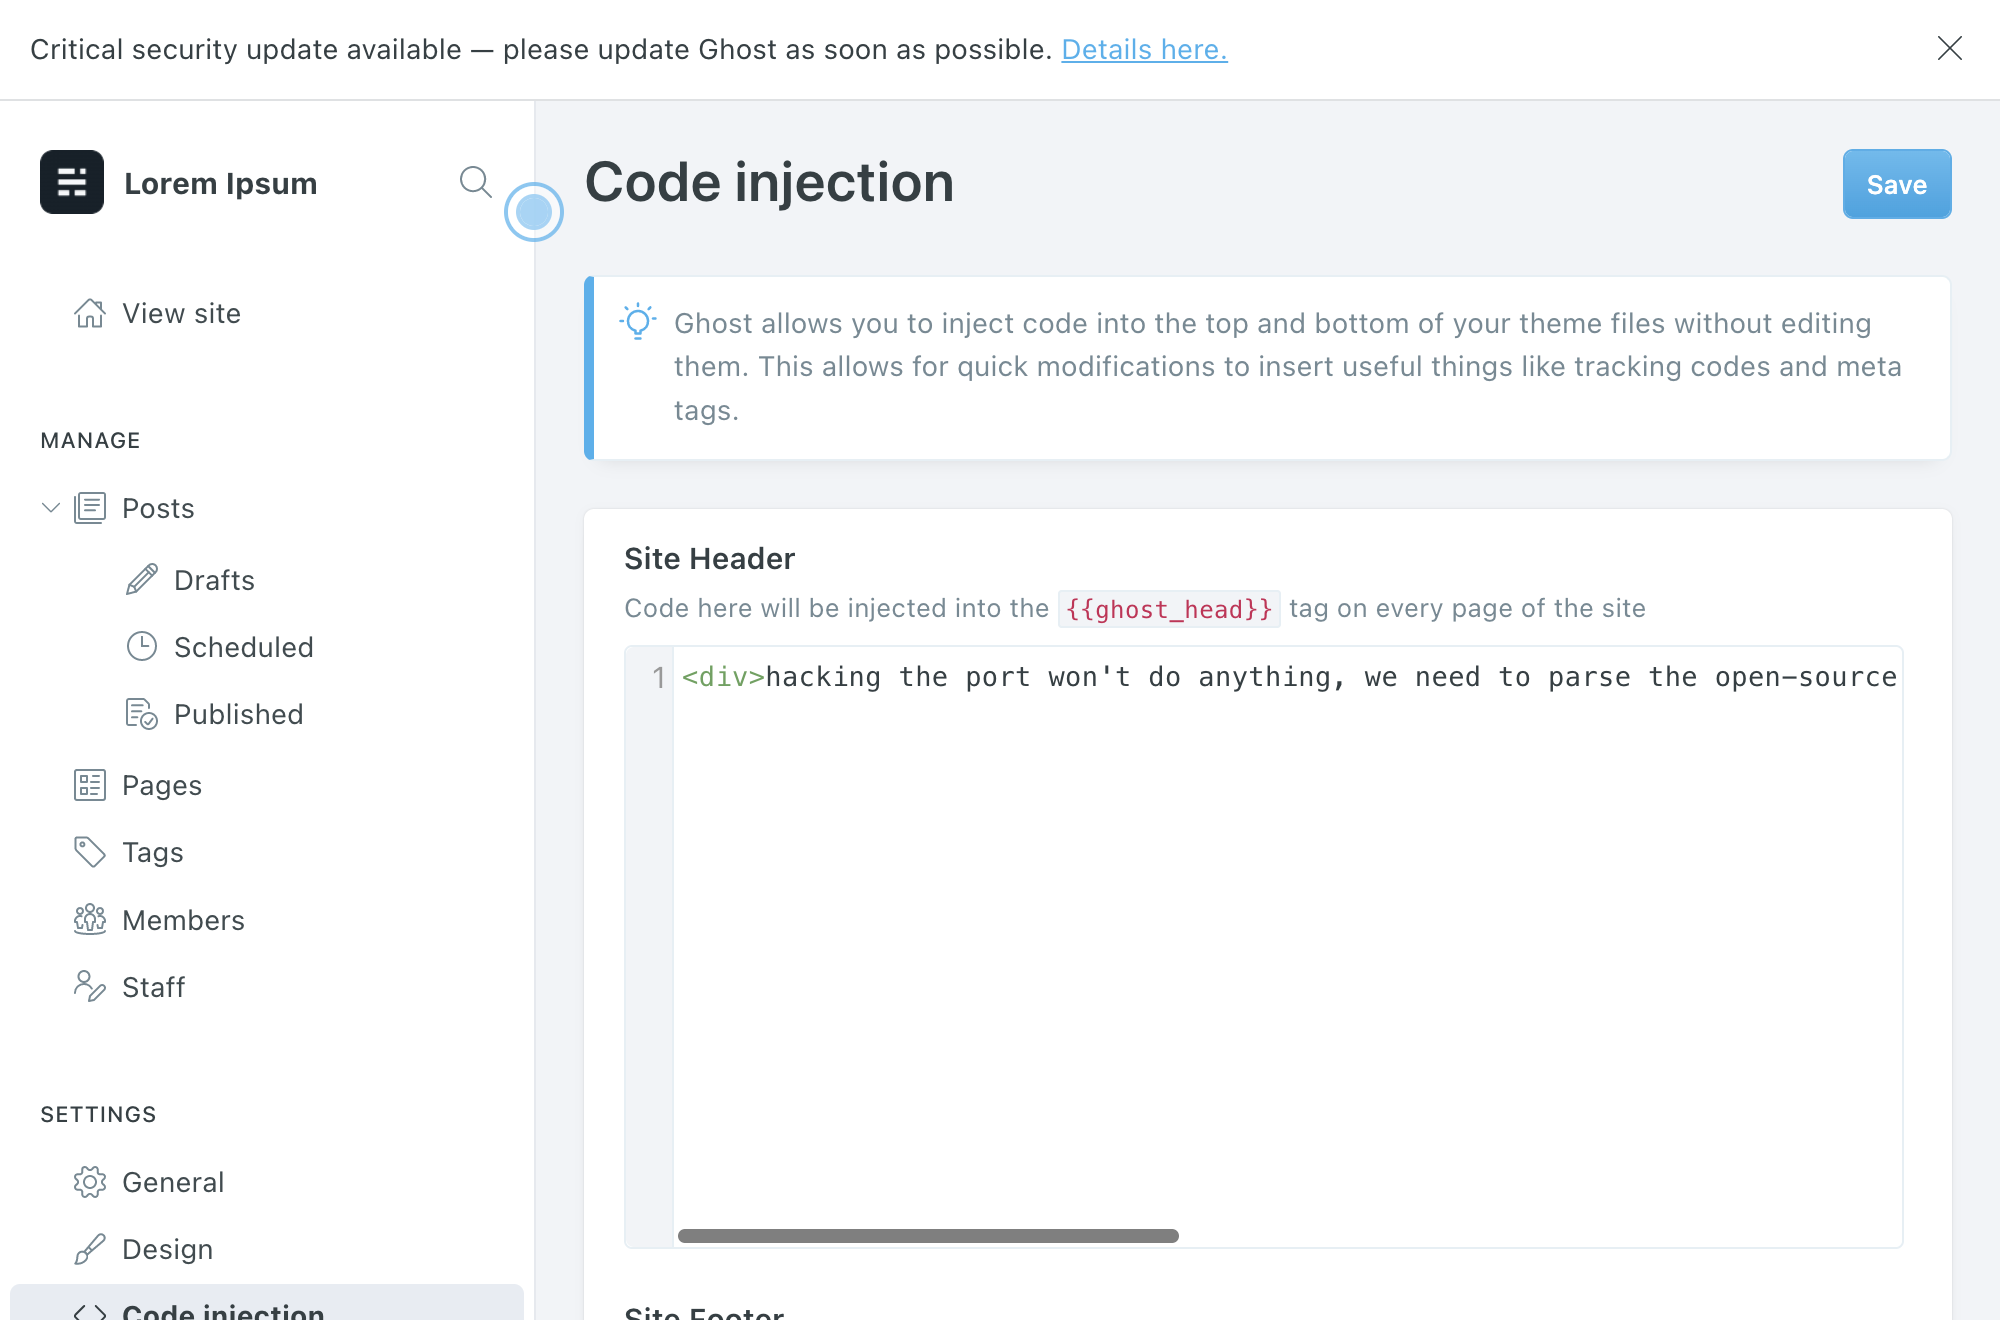 Critical security update available — please update Ghost as soon as possible. Details here.
Lorem Ipsum
View site
MANAGE
Posts
Drafts
Scheduled
Published
Pages
Tags
Members
Staff
SETTINGS
General
Design
Code injection
Code injection
Save
Ghost allows you to inject code into the top and bottom of your theme files without editing
them. This allows for quick modifications to insert useful things like tracking codes and meta
tags.
Site Header
Code here will be injected into the {{ghost_head}} tag on every page of the site
1 <div>hacking the port won't do anything, we need to parse the open-source
Site Footer